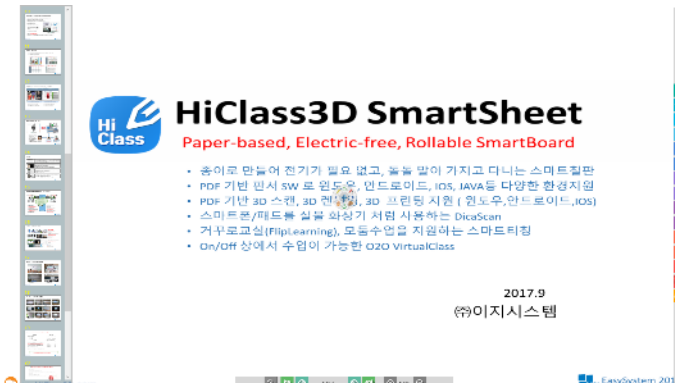 HiClass3D SmartSheet
Hi
Class
Paper-based, Electric-free, Rollable SmartBoard
• 종이로 만들어 전기가 필요 없고, 돌돌 말아 가지고 다니는 스마트칠판
• PDF 기반 판서 SW 로 윈도우, 안드로이드, IOS, JAVA등 다양한 환경지원
• PDF 기반 3D 스캔, 3D 렌더링, 3D 프린팅 지원 ( 윈도우,안드로이드,IOS)
• 스마트폰/패드를 실물 화상기 처럼 사용하는 DicaScan
• 거꾸로교실(FlipLearning), 모둠수업을 지원하는 스마트티칭
• On/Off 상에서 수업이 가능한 O2O VirtualClass
2017.9
㈜이지시스템
EasySystem 201